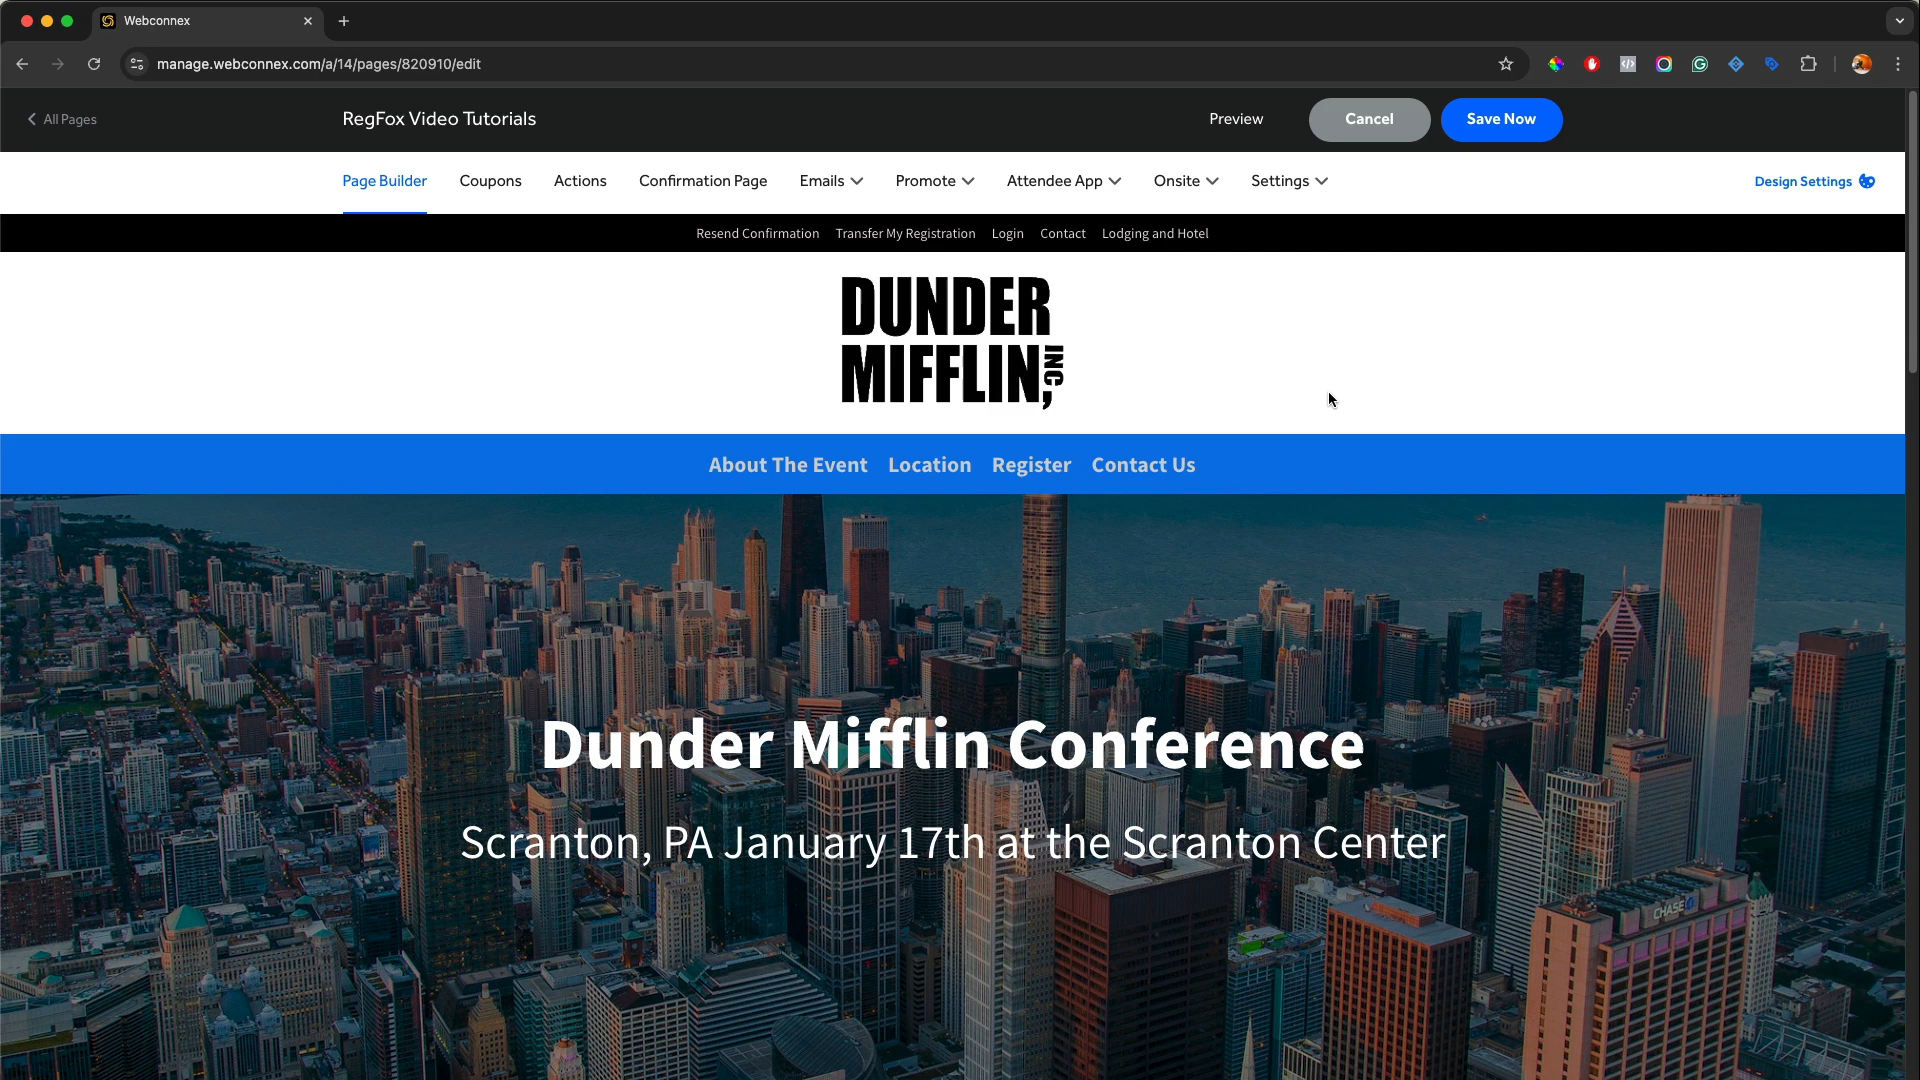 Webconnex
manage.webconnex.com/a/14/pages/820910/edit
All Pages
RegFox Video Tutorials
Preview
Cancel
Save Now
Page Builder
Coupons
Actions
Confirmation Page
Emails
Promote
Attendee App
Onsite
Settings
Design Settings
Resend Confirmation
Transfer My Registration
Login
Contact
Lodging and Hotel
DUNDER
MIFFLIN, INC
About The Event
Location
Register
Contact Us
Dunder Mifflin Conference
Scranton, PA January 17th at the Scranton Center
CHASE